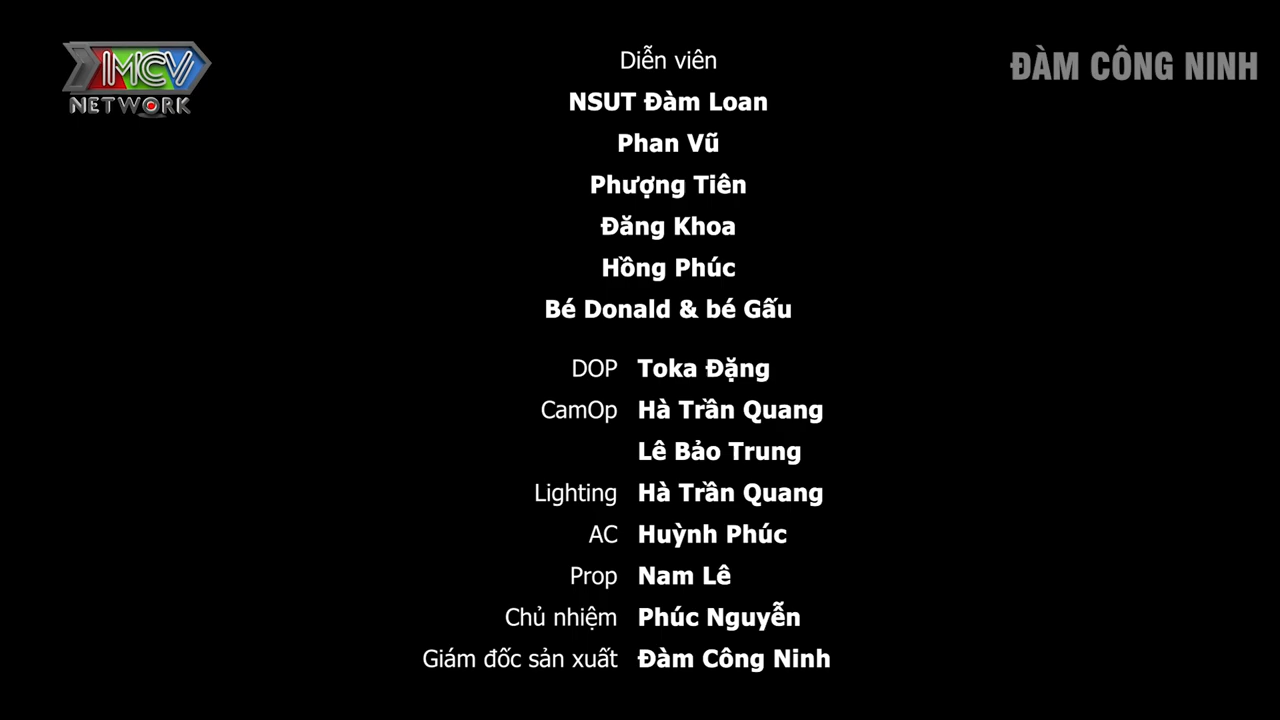 MCV
NETWORK
ĐÀM CÔNG NINH
Diễn viên
NSUT Đàm Loan
Phan Vũ
Phượng Tiên
Đăng Khoa
Hồng Phúc
Bé Donald & bé Gấu
DOP Toka Đặng
CamOp Hà Trần Quang
Lê Bảo Trung
Lighting Hà Trần Quang
AC Huỳnh Phúc
Prop Nam Lê
Chủ nhiệm Phúc Nguyễn
Giám đốc sản xuất Đàm Công Ninh